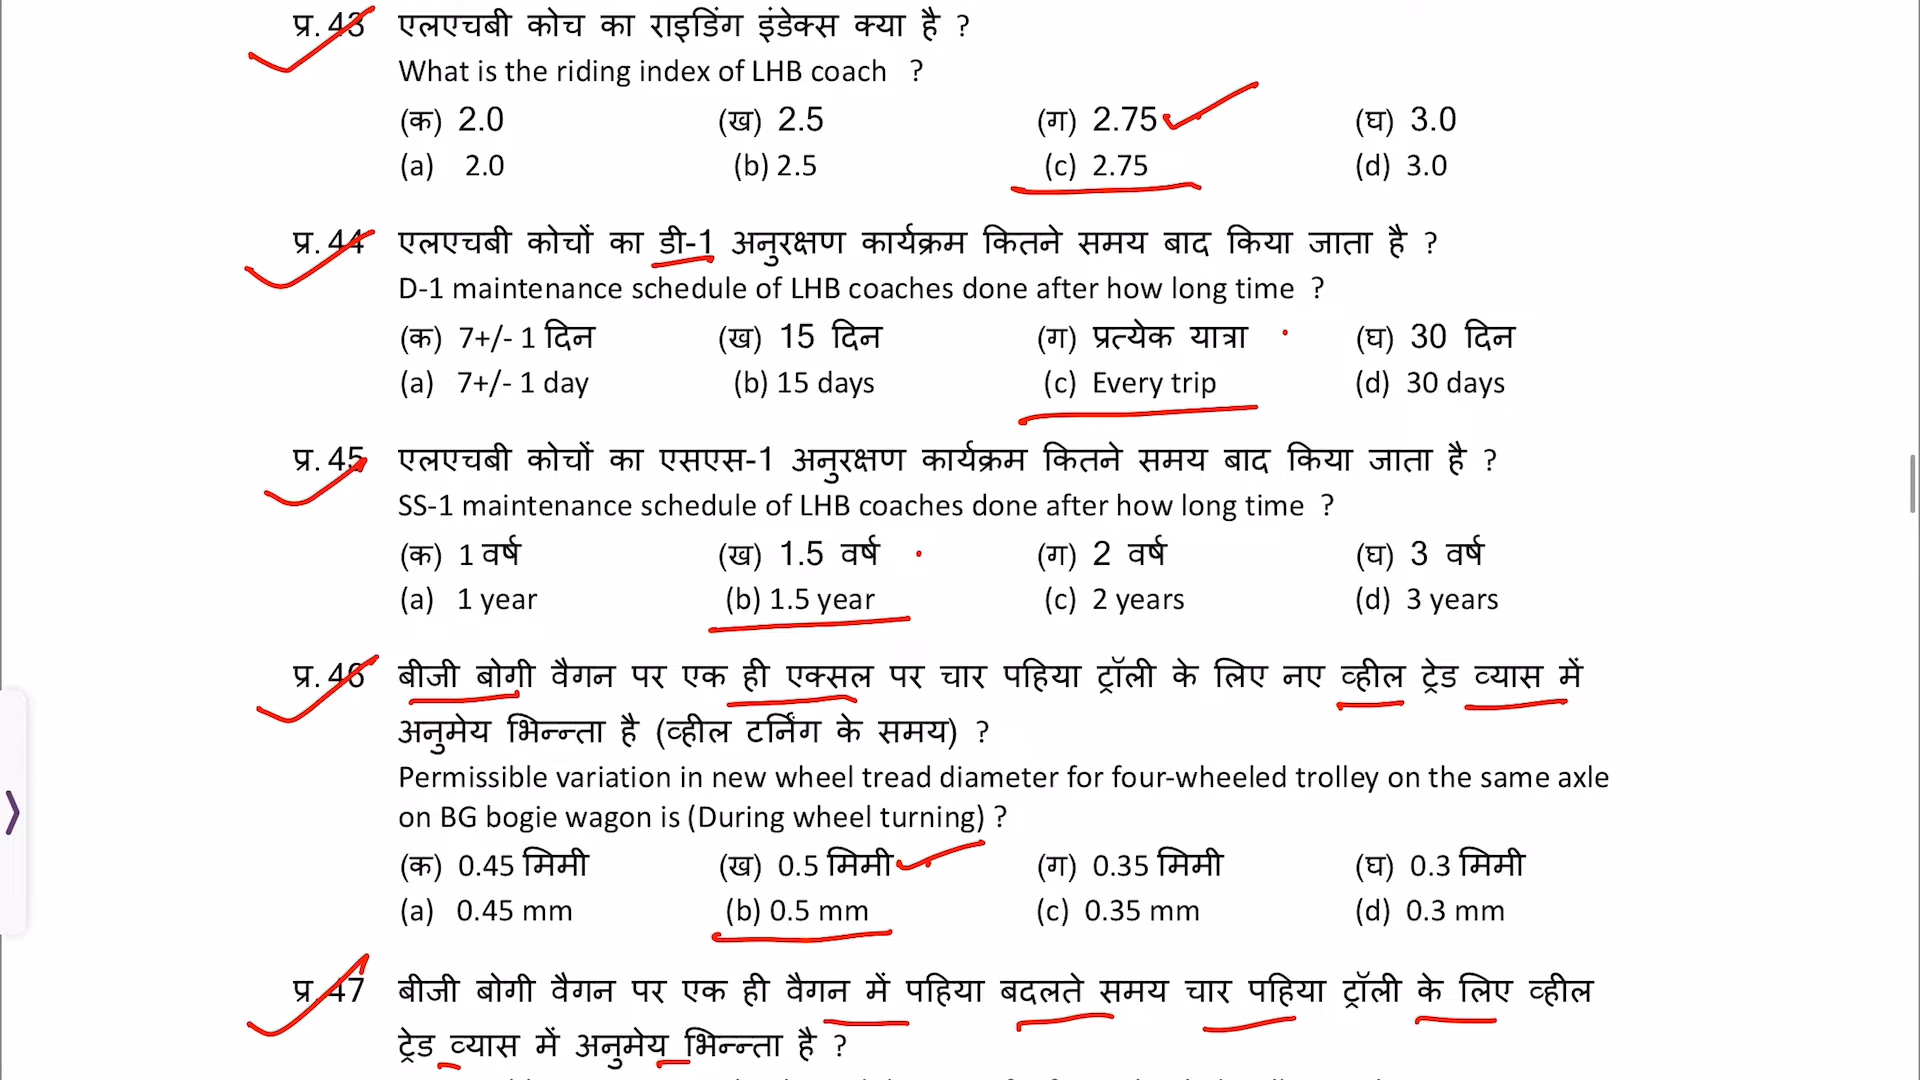 प्र. 43 एलएचबी कोच का राइडिंग इंडेक्स क्या है ?
What is the riding index of LHB coach ?
(क) 2.0 (ख) 2.5 (ग) 2.75 (घ) 3.0
(a) 2.0 (b) 2.5 (c) 2.75 (d) 3.0
प्र. 44 एलएचबी कोचों का डी-1 अनुरक्षण कार्यक्रम कितने समय बाद किया जाता है ?
D-1 maintenance schedule of LHB coaches done after how long time ?
(क) 7+/- 1 दिन (ख) 15 दिन (ग) प्रत्येक यात्रा (घ) 30 दिन
(a) 7+/- 1 day (b) 15 days (c) Every trip (d) 30 days
प्र. 45 एलएचबी कोचों का एसएस-1 अनुरक्षण कार्यक्रम कितने समय बाद किया जाता है ?
SS-1 maintenance schedule of LHB coaches done after how long time ?
(क) 1 वर्ष (ख) 1.5 वर्ष (ग) 2 वर्ष (घ) 3 वर्ष
(a) 1 year (b) 1.5 year (c) 2 years (d) 3 years
प्र. 46 बीजी बोगी वैगन पर एक ही एक्सल पर चार पहिया ट्रॉली के लिए नए व्हील ट्रेड व्यास में
अनुमेय भिन्न्ता है (व्हील टर्निंग के समय) ?
Permissible variation in new wheel tread diameter for four-wheeled trolley on the same axle
on BG bogie wagon is (During wheel turning) ?
(क) 0.45 मिमी (ख) 0.5 मिमी (ग) 0.35 मिमी (घ) 0.3 मिमी
(a) 0.45 mm (b) 0.5 mm (c) 0.35 mm (d) 0.3 mm
प्र. 47 बीजी बोगी वैगन पर एक ही वैगन में पहिया बदलते समय चार पहिया ट्रॉली के लिए व्हील
ट्रेड व्यास में अनुमेय भिन्न्ता है ?